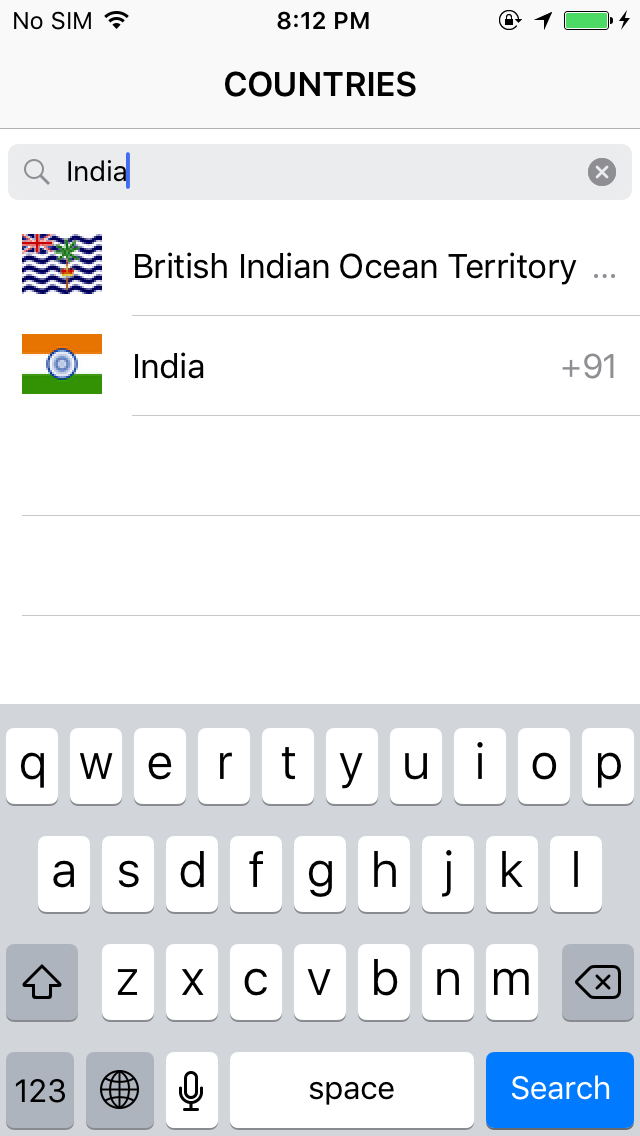 No SIM 8:12 PM
COUNTRIES
India
British Indian Ocean Territory ...
India +91
q w e r t y u i o p
a s d f g h j k l
z x c v b n m
123 space Search